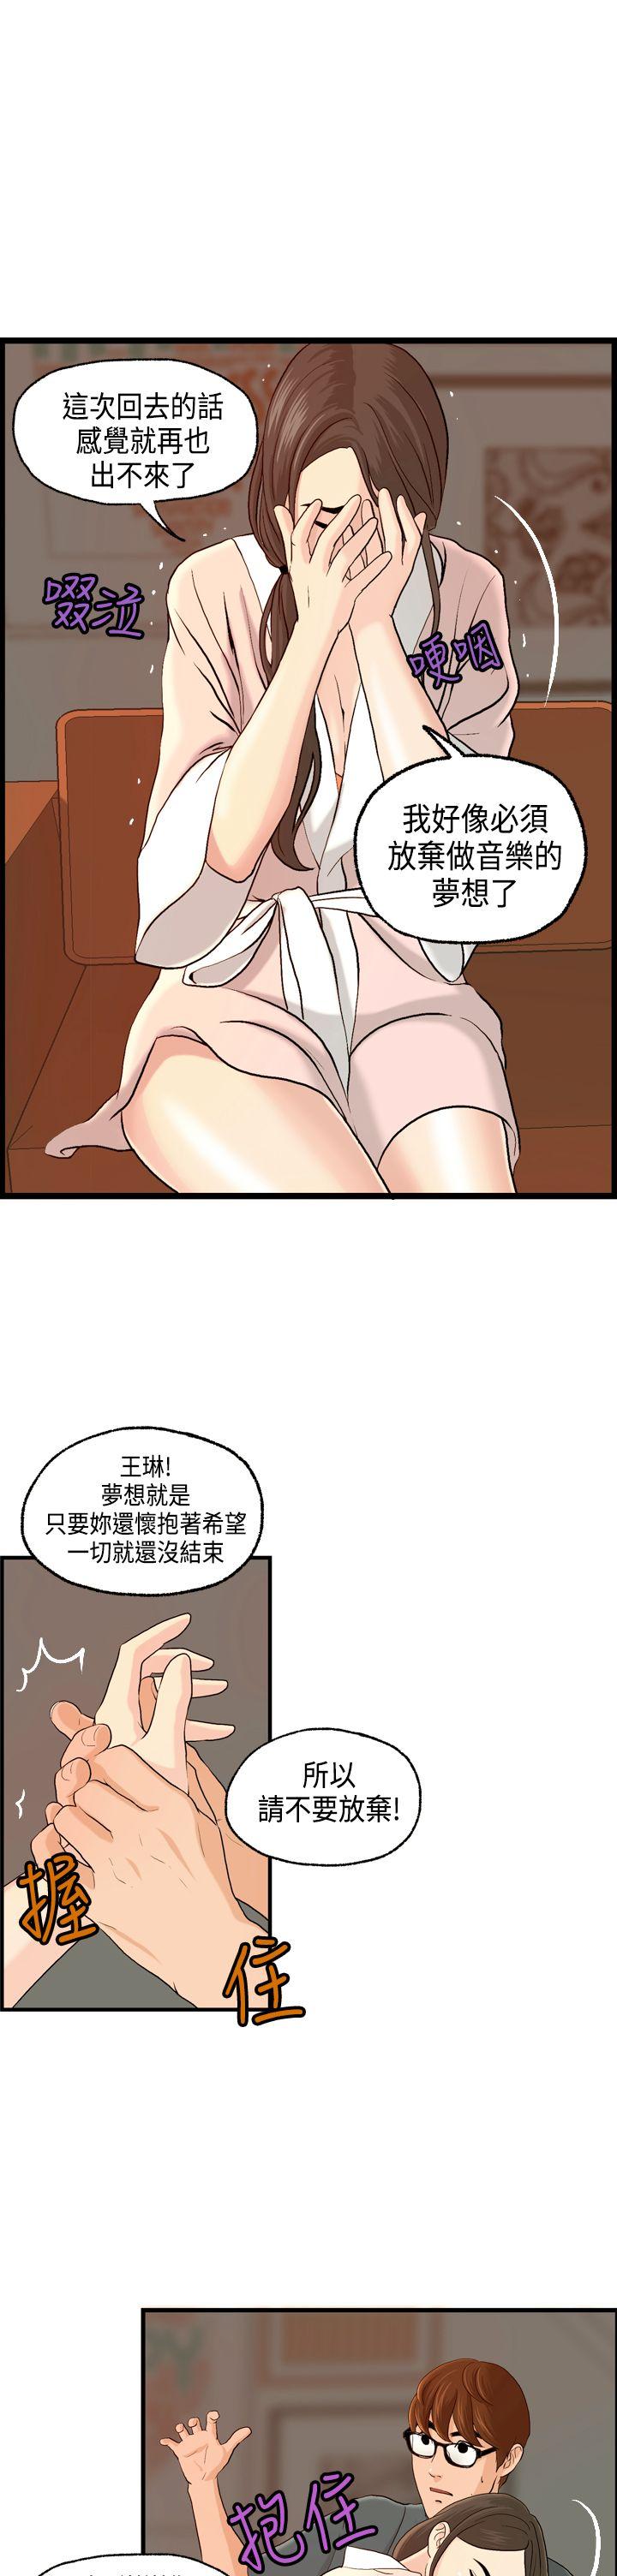 這次回去的話
感覺就再也
出不來了
啜泣
哽咽
我好像必須
放棄做音樂的
夢想了
王琳!
夢想就是
只要妳還懷抱著希望
一切就還沒結束
所以
請不要放棄!
握住
抱住